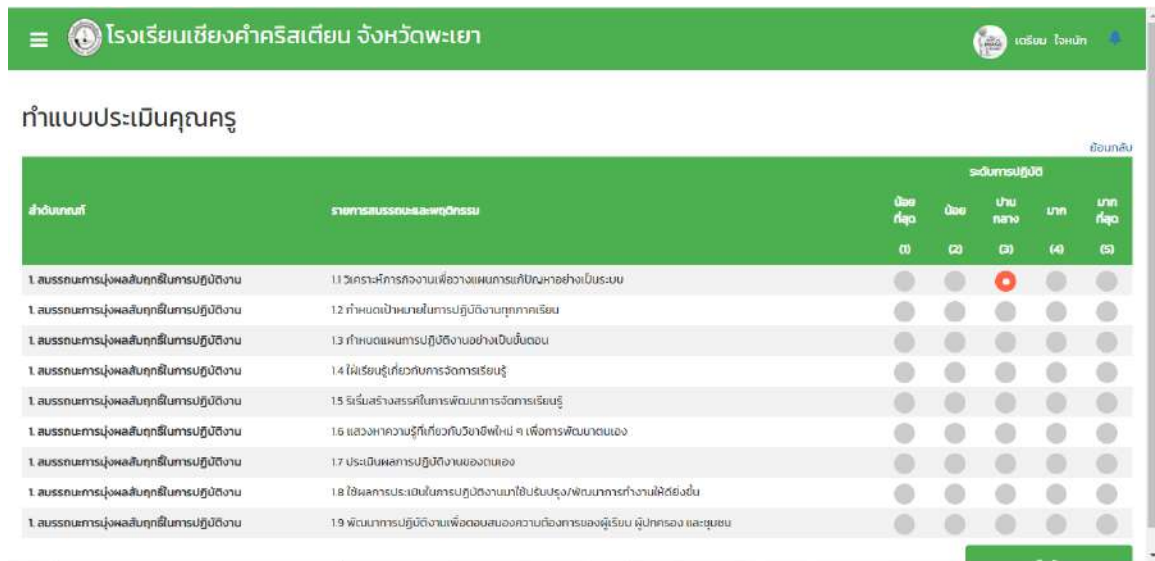 โรงเรียนเชียงคำคริสเตียน จังหวัดพะเยา
เตรียม ใจหนัก
ทำแบบประเมินคุณครู
ย้อนกลับ
ลำดับเกณฑ์ รายการสมรรถนะและพฤติกรรม ระดับการปฏิบัติ
น้อยที่สุด น้อย ปานกลาง มาก มากที่สุด
(1) (2) (3) (4) (5)
1. สมรรถนะการมุ่งผลสัมฤทธิ์ในการปฏิบัติงาน 1.1 วิเคราะห์ภารกิจงานเพื่อวางแผนการแก้ปัญหาอย่างเป็นระบบ
1. สมรรถนะการมุ่งผลสัมฤทธิ์ในการปฏิบัติงาน 1.2 กำหนดเป้าหมายในการปฏิบัติงานทุกภาคเรียน
1. สมรรถนะการมุ่งผลสัมฤทธิ์ในการปฏิบัติงาน 1.3 กำหนดแผนการปฏิบัติงานอย่างเป็นขั้นตอน
1. สมรรถนะการมุ่งผลสัมฤทธิ์ในการปฏิบัติงาน 1.4 ใฝ่เรียนรู้เกี่ยวกับการจัดการเรียนรู้
1. สมรรถนะการมุ่งผลสัมฤทธิ์ในการปฏิบัติงาน 1.5 ริเริ่มสร้างสรรค์ในการพัฒนาการจัดการเรียนรู้
1. สมรรถนะการมุ่งผลสัมฤทธิ์ในการปฏิบัติงาน 1.6 แสวงหาความรู้ที่เกี่ยวกับวิชาชีพใหม่ ๆ เพื่อการพัฒนาตนเอง
1. สมรรถนะการมุ่งผลสัมฤทธิ์ในการปฏิบัติงาน 1.7 ประเมินผลการปฏิบัติงานของตนเอง
1. สมรรถนะการมุ่งผลสัมฤทธิ์ในการปฏิบัติงาน 1.8 ใช้ผลการประเมินในการปฏิบัติงานมาใช้ปรับปรุง/พัฒนาการทำงานให้ดียิ่งขึ้น
1. สมรรถนะการมุ่งผลสัมฤทธิ์ในการปฏิบัติงาน 1.9 พัฒนาการปฏิบัติงานเพื่อตอบสนองความต้องการของผู้เรียน ผู้ปกครอง และชุมชน